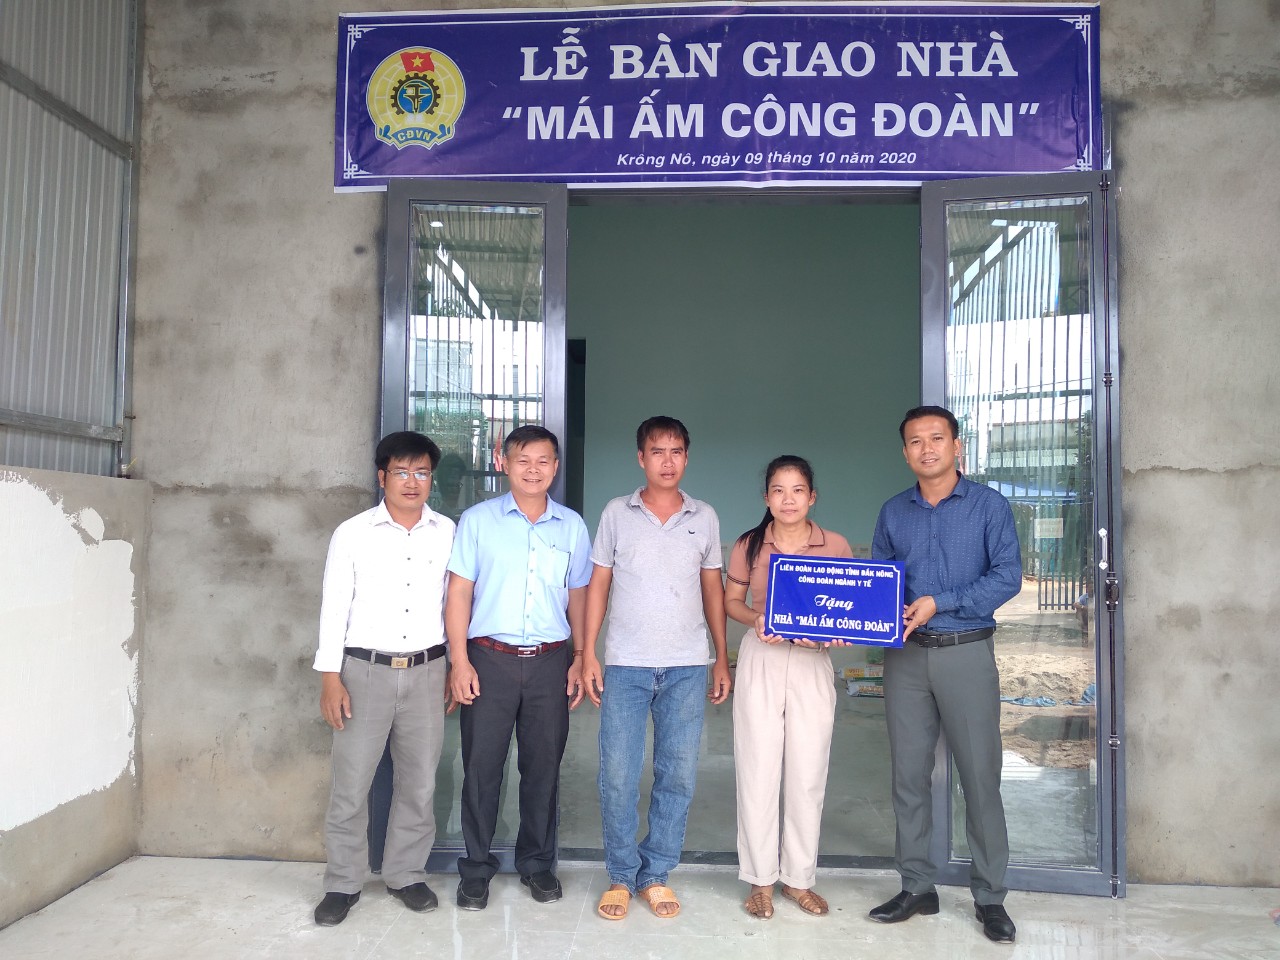 LỄ BÀN GIAO NHÀ
“MÁI ẤM CÔNG ĐOÀN”
Krông Nô, ngày 09 tháng 10 năm 2020
CĐVN
LIÊN ĐOÀN LAO ĐỘNG TỈNH ĐẮK NÔNG
CÔNG ĐOÀN NGÀNH Y TẾ
Tặng
NHÀ “MÁI ẤM CÔNG ĐOÀN”